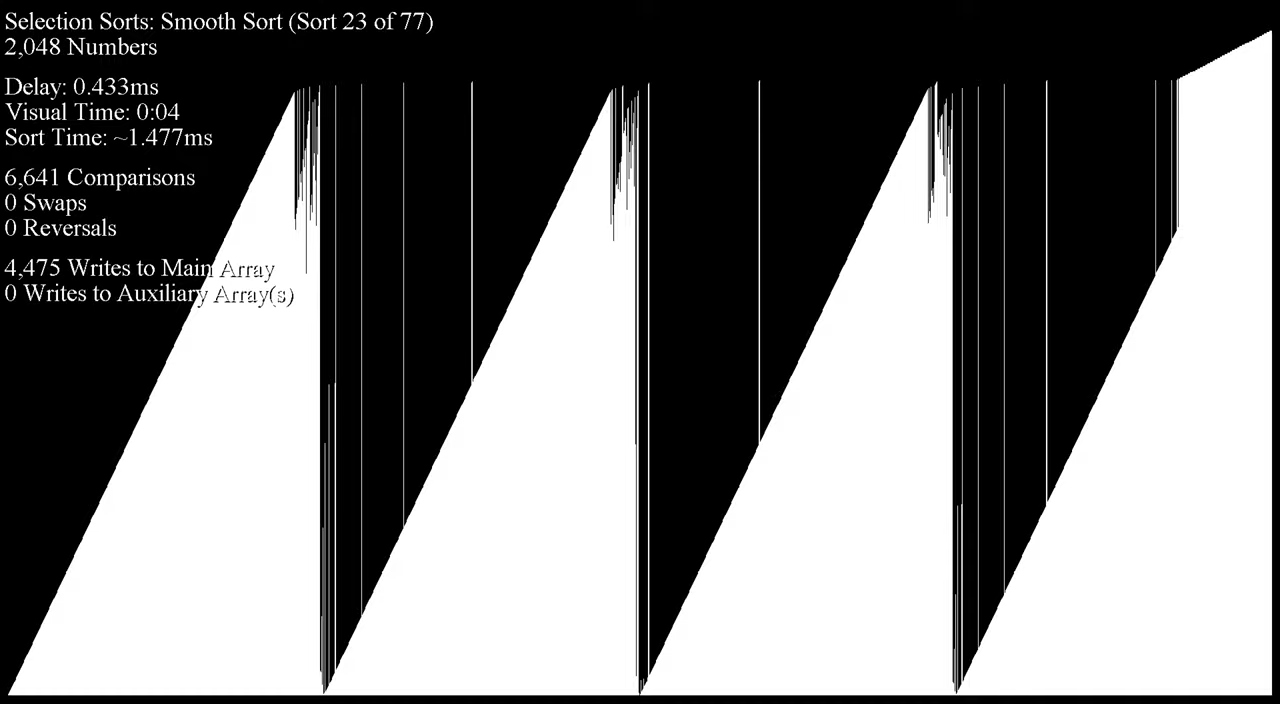 Selection Sorts: Smooth Sort (Sort 23 of 77)
2,048 Numbers
Delay: 0.433ms
Visual Time: 0:04
Sort Time: ~1.477ms
6,641 Comparisons
0 Swaps
0 Reversals
4,475 Writes to Main Array
0 Writes to Auxiliary Array(s)